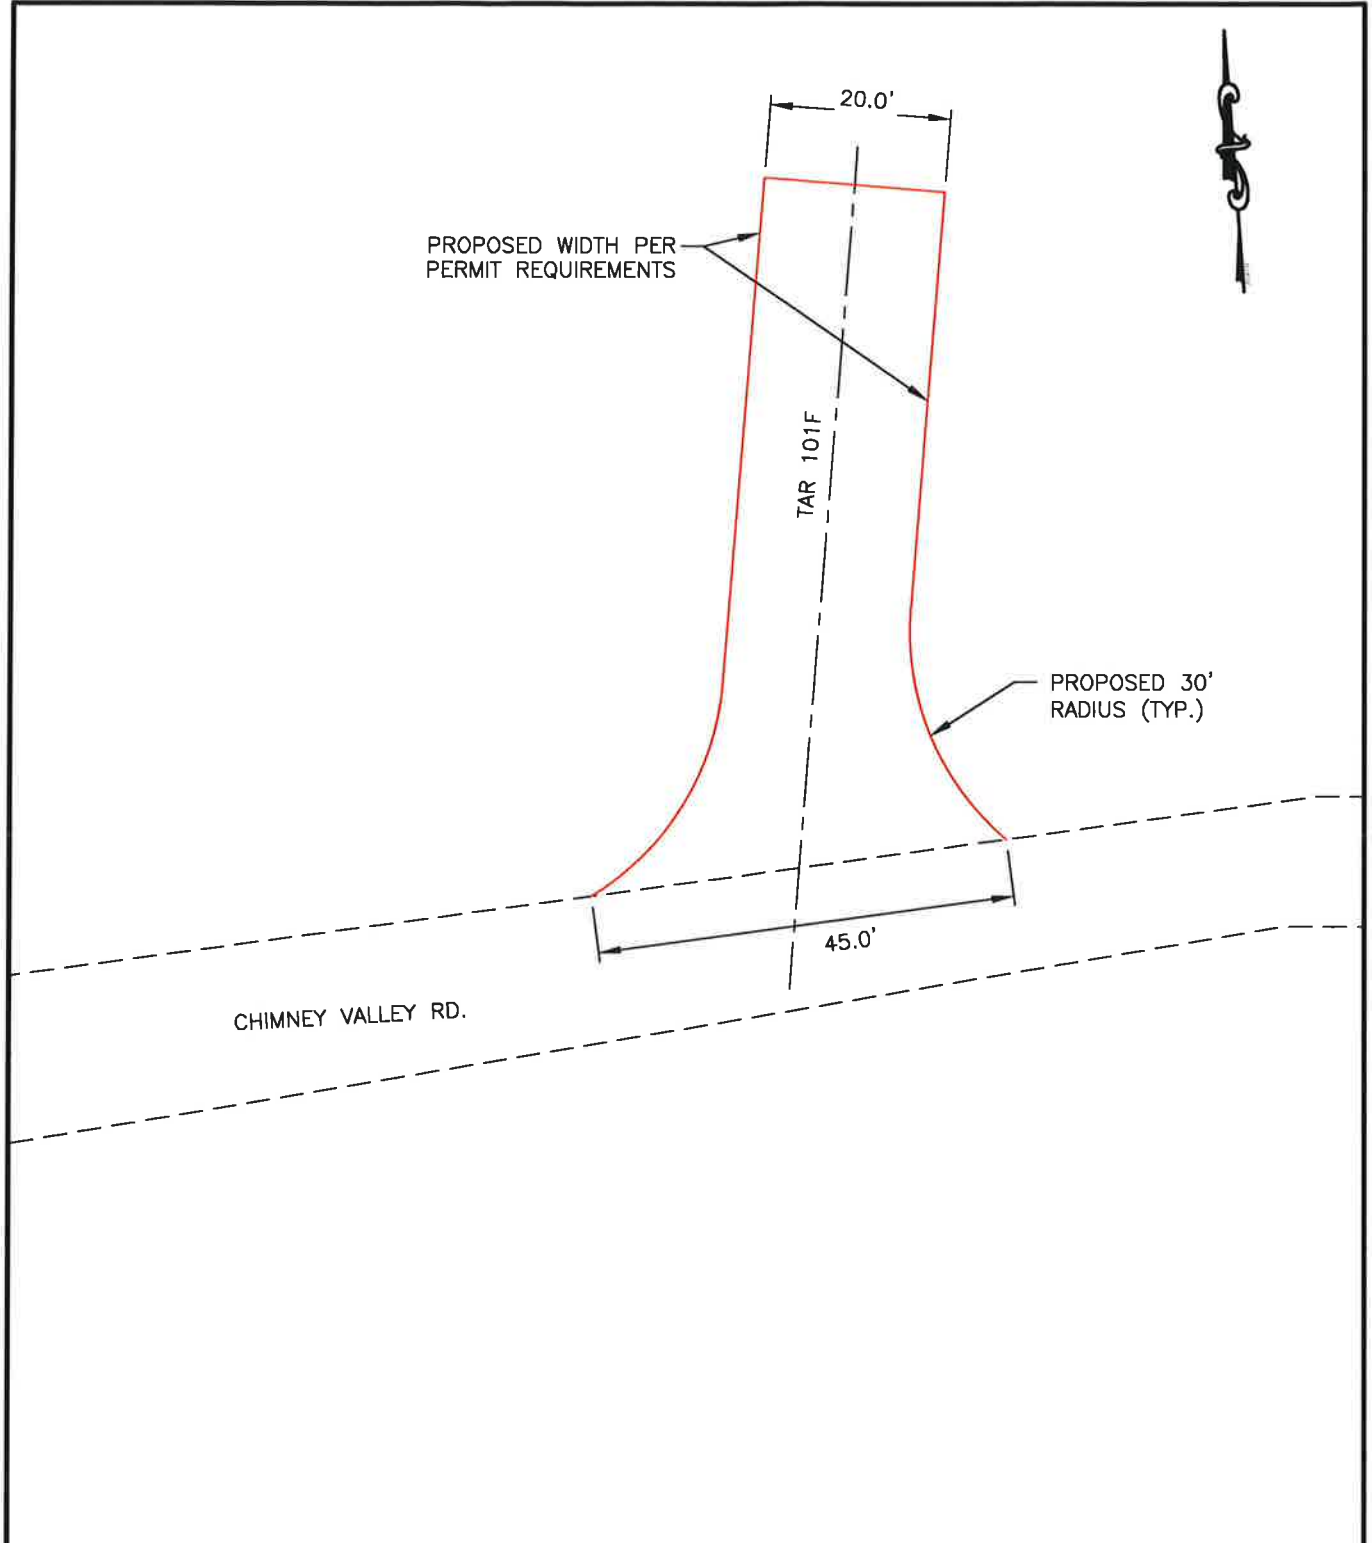 20.0'
PROPOSED WIDTH PER
PERMIT REQUIREMENTS
TAR 101F
PROPOSED 30'
RADIUS (TYP.)
45.0'
CHIMNEY VALLEY RD.